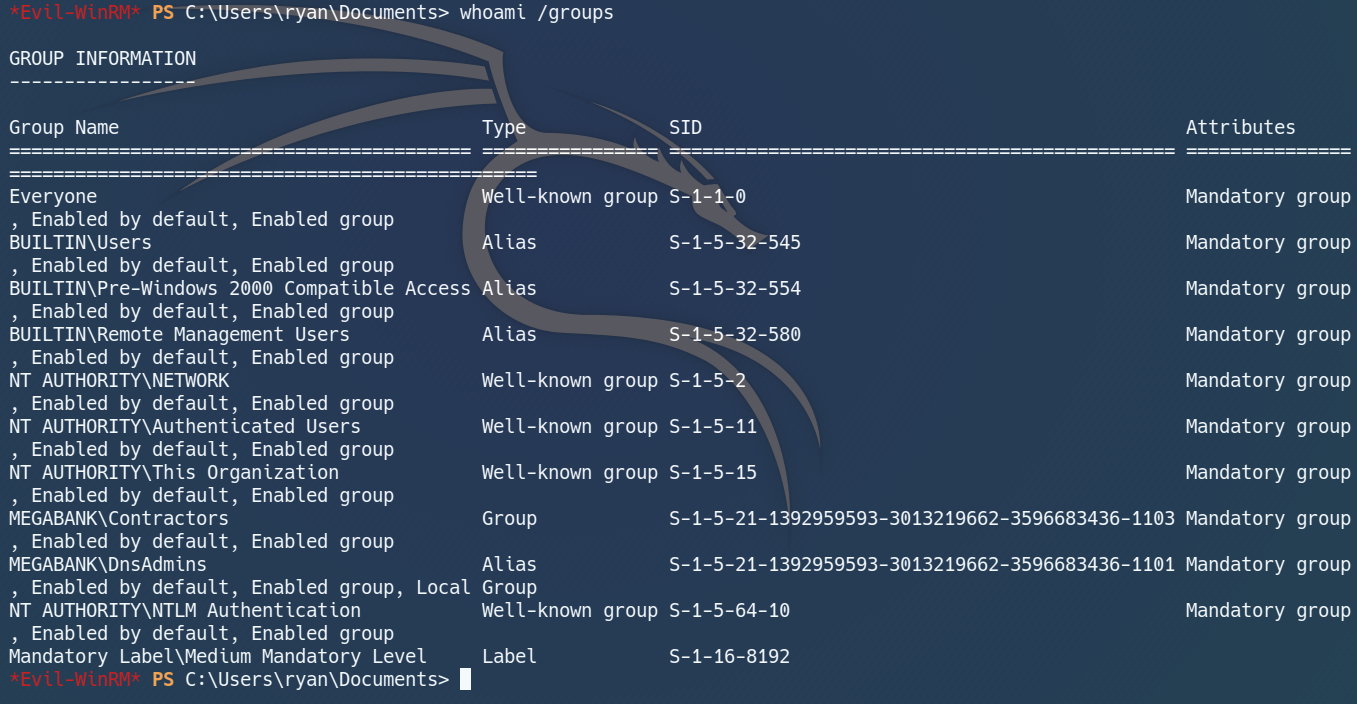 *Evil-WinRM* PS C:\Users\ryan\Documents> whoami /groups
GROUP INFORMATION
-----------------
Group Name                                 Type             SID                                            Attributes
========================================== ================ ============================================== ===============
================================================
Everyone                                   Well-known group S-1-1-0                                        Mandatory group
, Enabled by default, Enabled group
BUILTIN\Users                              Alias            S-1-5-32-545                                   Mandatory group
, Enabled by default, Enabled group
BUILTIN\Pre-Windows 2000 Compatible Access Alias            S-1-5-32-554                                   Mandatory group
, Enabled by default, Enabled group
BUILTIN\Remote Management Users            Alias            S-1-5-32-580                                   Mandatory group
, Enabled by default, Enabled group
NT AUTHORITY\NETWORK                       Well-known group S-1-5-2                                        Mandatory group
, Enabled by default, Enabled group
NT AUTHORITY\Authenticated Users           Well-known group S-1-5-11                                       Mandatory group
, Enabled by default, Enabled group
NT AUTHORITY\This Organization             Well-known group S-1-5-15                                       Mandatory group
, Enabled by default, Enabled group
MEGABANK\Contractors                       Group            S-1-5-21-1392959593-3013219662-3596683436-1103 Mandatory group
, Enabled by default, Enabled group
MEGABANK\DnsAdmins                         Alias            S-1-5-21-1392959593-3013219662-3596683436-1101 Mandatory group
, Enabled by default, Enabled group, Local Group
NT AUTHORITY\NTLM Authentication           Well-known group S-1-5-64-10                                    Mandatory group
, Enabled by default, Enabled group
Mandatory Label\Medium Mandatory Level     Label            S-1-16-8192
*Evil-WinRM* PS C:\Users\ryan\Documents>